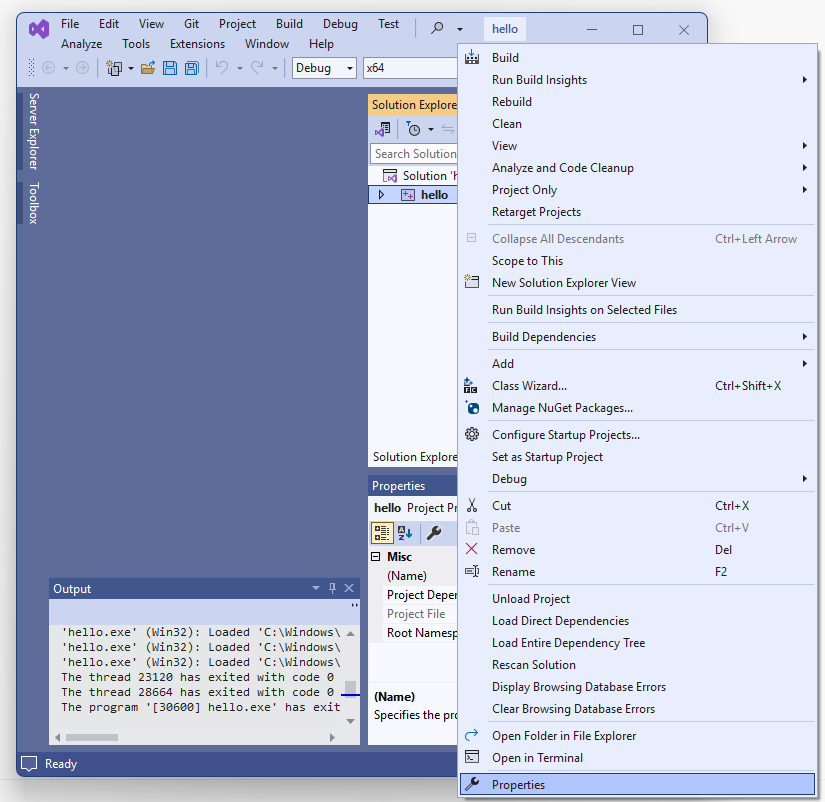 File Edit View Git Project Build Debug Test hello
Analyze Tools Extensions Window Help
Debug x64
Server Explorer
Toolbox
Solution Explore
Search Solution
Solution 'h
hello
Solution Explore
Properties
hello Project Pr
Misc
(Name)
Project Deper
Project File
Root Namesp
(Name)
Specifies the pro
Output
'hello.exe' (Win32): Loaded 'C:\Windows\
'hello.exe' (Win32): Loaded 'C:\Windows\
'hello.exe' (Win32): Loaded 'C:\Windows\
The thread 23120 has exited with code 0
The thread 28664 has exited with code 0
The program '[30600] hello.exe' has exit
Ready
Build
Run Build Insights
Rebuild
Clean
View
Analyze and Code Cleanup
Project Only
Retarget Projects
Collapse All Descendants Ctrl+Left Arrow
Scope to This
New Solution Explorer View
Run Build Insights on Selected Files
Build Dependencies
Add
Class Wizard... Ctrl+Shift+X
Manage NuGet Packages...
Configure Startup Projects...
Set as Startup Project
Debug
Cut Ctrl+X
Paste Ctrl+V
Remove Del
Rename F2
Unload Project
Load Direct Dependencies
Load Entire Dependency Tree
Rescan Solution
Display Browsing Database Errors
Clear Browsing Database Errors
Open Folder in File Explorer
Open in Terminal
Properties